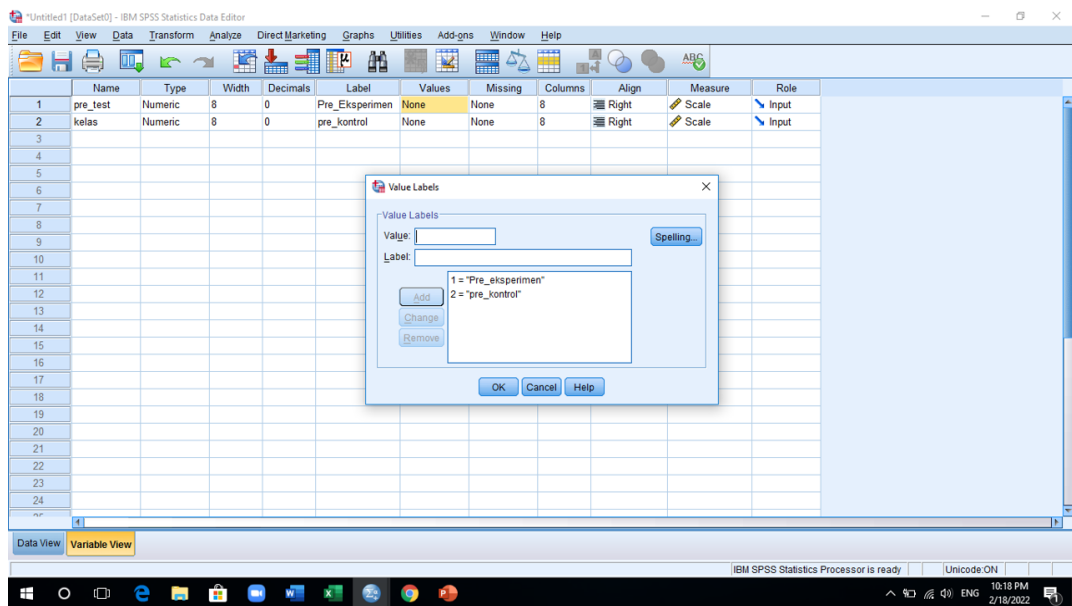 *Untitled1 [DataSet0] - IBM SPSS Statistics Data Editor
File Edit View Data Transform Analyze Direct Marketing Graphs Utilities Add-ons Window Help
Name Type Width Decimals Label Values Missing Columns Align Measure Role
1 pre_test Numeric 8 0 Pre_Eksperimen None None 8 Right Scale Input
2 kelas Numeric 8 0 pre_kontrol None None 8 Right Scale Input
3
4
5
6
7
8
9
10
11
12
13
14
15
16
17
18
19
20
21
22
23
24
Value Labels
Value Labels
Value:
Spelling...
Label:
1 = "Pre_eksperimen"
2 = "pre_kontrol"
Add
Change
Remove
OK Cancel Help
Data View Variable View
IBM SPSS Statistics Processor is ready Unicode:ON
ENG 10:18 PM
2/18/2022